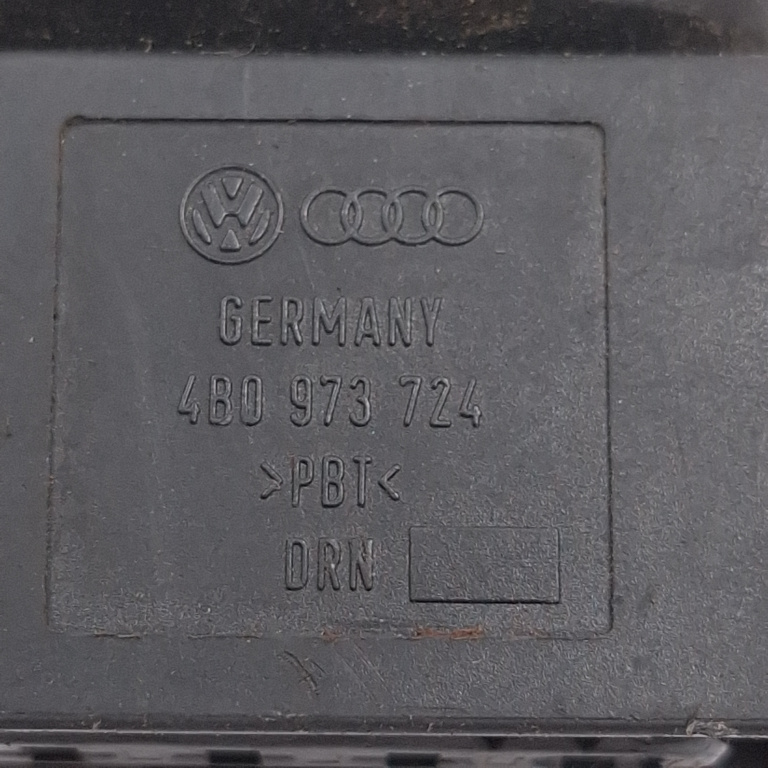 GERMANY
4B0 973 724
>PBT<
DRN